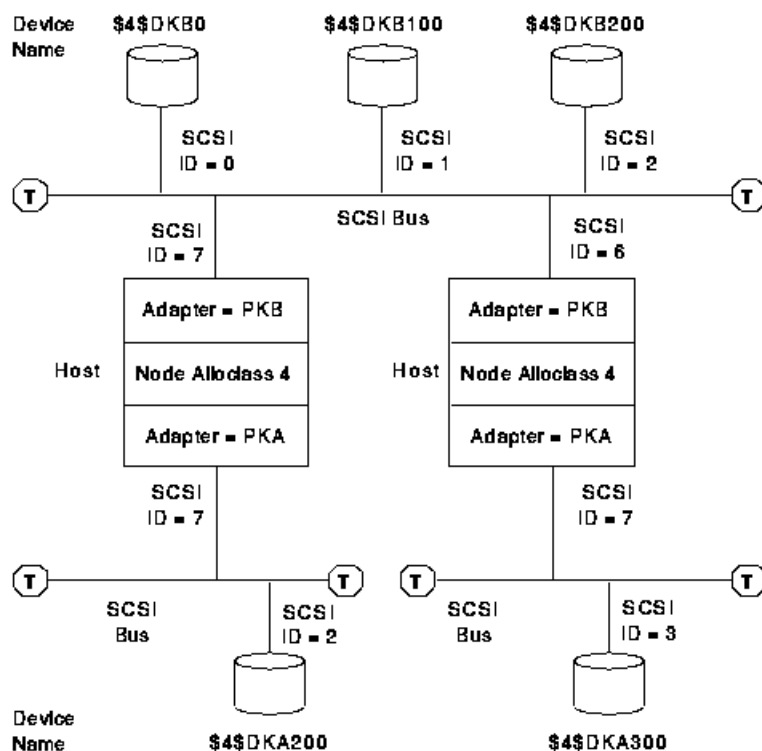 Device
Name
$4$DKB0
$4$DKB100
$4$DKB200
SCSI
ID = 0
SCSI
ID = 1
SCSI
ID = 2
T
T
SCSI Bus
SCSI
ID = 7
SCSI
ID = 6
Adapter = PKB
Adapter = PKB
Host
Node Alloclass 4
Host
Node Alloclass 4
Adapter = PKA
Adapter = PKA
SCSI
ID = 7
SCSI
ID = 7
T
T
T
T
SCSI
Bus
SCSI
ID = 2
SCSI
Bus
SCSI
ID = 3
Device
Name
$4$DKA200
$4$DKA300